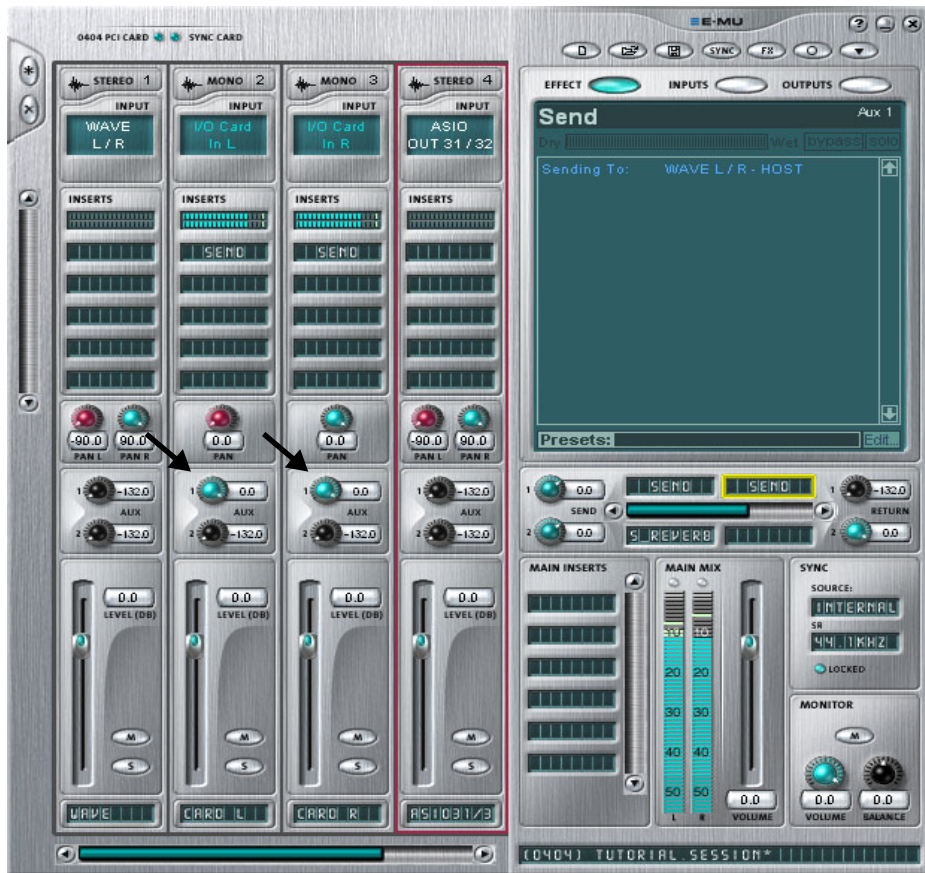 E-MU
?
0404 PCI CARD
SYNC CARD
SYNC
FX
STEREO 1
MONO 2
MONO 3
STEREO 4
INPUT
INPUT
INPUT
INPUT
WAVE
L / R
I/O Card
In L
I/O Card
In R
ASIO
OUT 31 / 32
INSERTS
INSERTS
INSERTS
INSERTS
SEND
SEND
-90.0
90.0
0.0
0.0
-90.0
90.0
PAN L
PAN R
PAN
PAN
PAN L
PAN R
1
-132.0
1
0.0
1
0.0
1
-132.0
AUX
AUX
AUX
AUX
2
-132.0
2
-132.0
2
-132.0
2
-132.0
0.0
0.0
0.0
0.0
LEVEL (DB)
LEVEL (DB)
LEVEL (DB)
LEVEL (DB)
M
M
M
M
S
S
S
S
WAVE
CARD L
CARD R
ASIO31/3
EFFECT
INPUTS
OUTPUTS
Send
Aux 1
Dry
Wet
bypass
solo
Sending To: WAVE L / R - HOST
Presets:
Edit...
1
0.0
SEND
SEND
1
-132.0
SEND
RETURN
2
0.0
S_REVERB
2
0.0
MAIN INSERTS
MAIN MIX
10
10
20
20
30
30
40
40
50
50
L
R
0.0
VOLUME
SYNC
SOURCE:
INTERNAL
SR
44.1KHZ
LOCKED
MONITOR
M
0.0
0.0
VOLUME
BALANCE
(0404) TUTORIAL.SESSION*